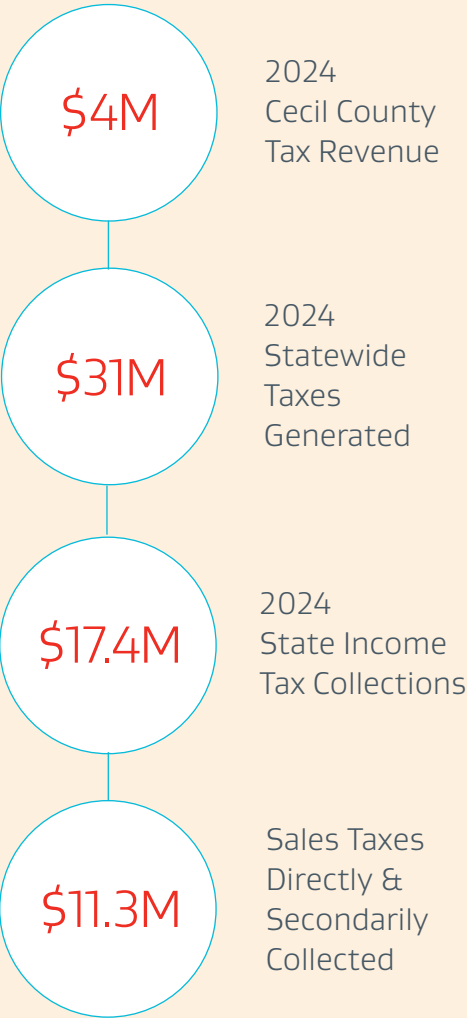 $4M
2024
Cecil County
Tax Revenue
$31M
2024
Statewide
Taxes
Generated
$17.4M
2024
State Income
Tax Collections
$11.3M
Sales Taxes
Directly &
Secondarily
Collected